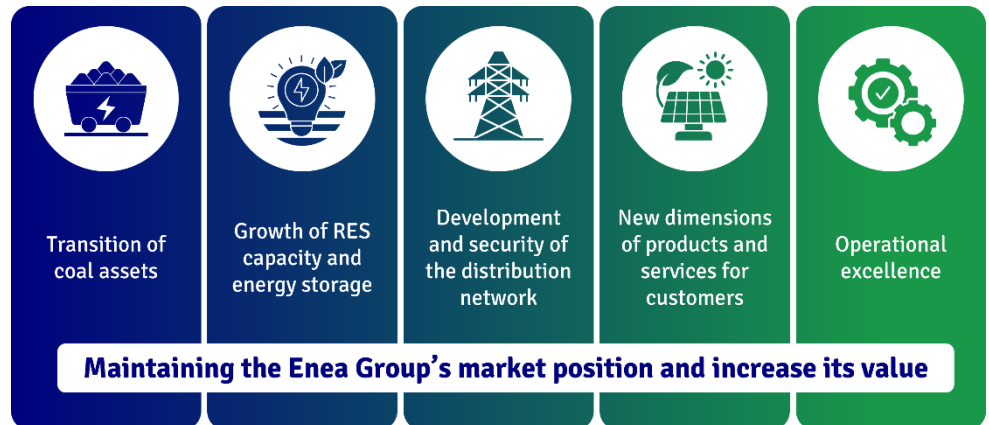 Transition of
coal assets
Growth of RES
capacity and
energy storage
Development
and security of
the distribution
network
New dimensions
of products and
services for
customers
Operational
excellence
Maintaining the Enea Group's market position and increase its value